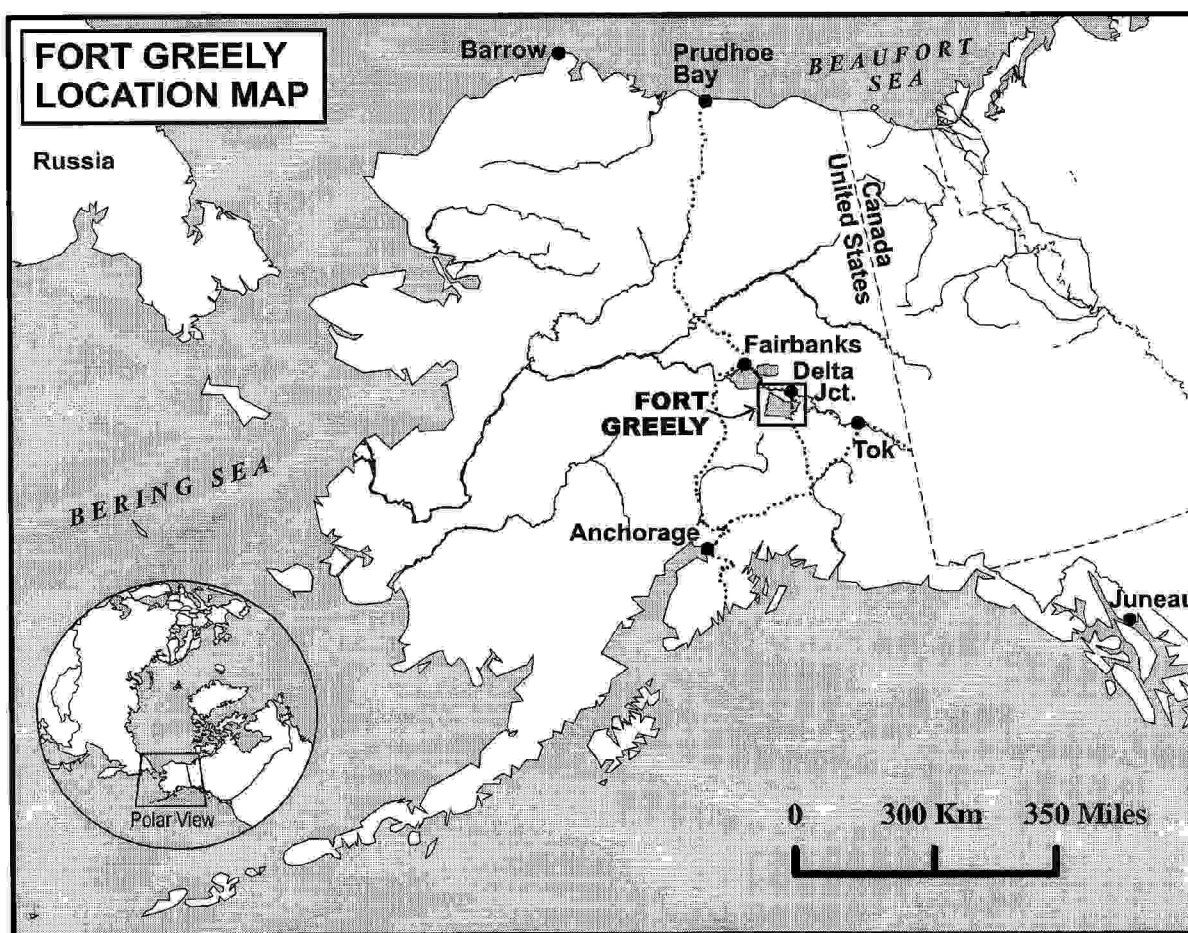 FORT GREELY
LOCATION MAP
Barrow
Prudhoe
Bay
BEAUFORT
SEA
Russia
Canada
United States
Fairbanks
Delta
Jct.
FORT
GREELY
Tok
BERING SEA
Anchorage
Juneau
Polar View
0 300 Km 350 Miles